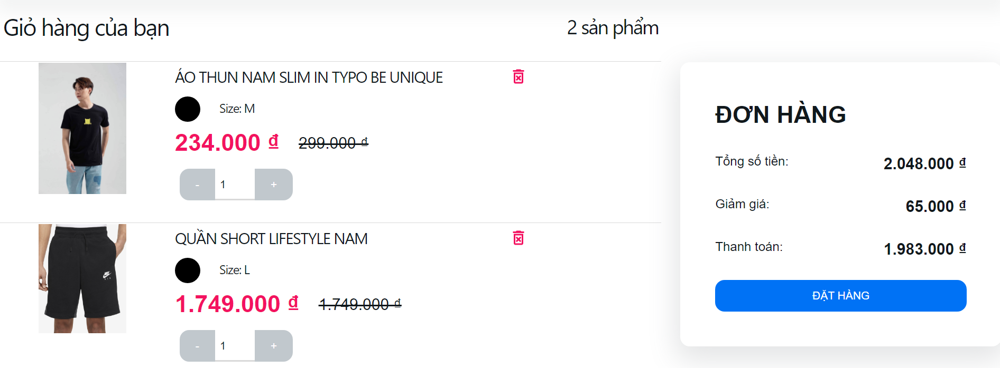 Giỏ hàng của bạn
2 sản phẩm
ÁO THUN NAM SLIM IN TYPO BE UNIQUE
Size: M
234.000 ₫ 299.000 ₫
- 1 +
QUẦN SHORT LIFESTYLE NAM
Size: L
1.749.000 ₫ 1.749.000 ₫
- 1 +
ĐƠN HÀNG
Tổng số tiền: 2.048.000 ₫
Giảm giá: 65.000 ₫
Thanh toán: 1.983.000 ₫
ĐẶT HÀNG